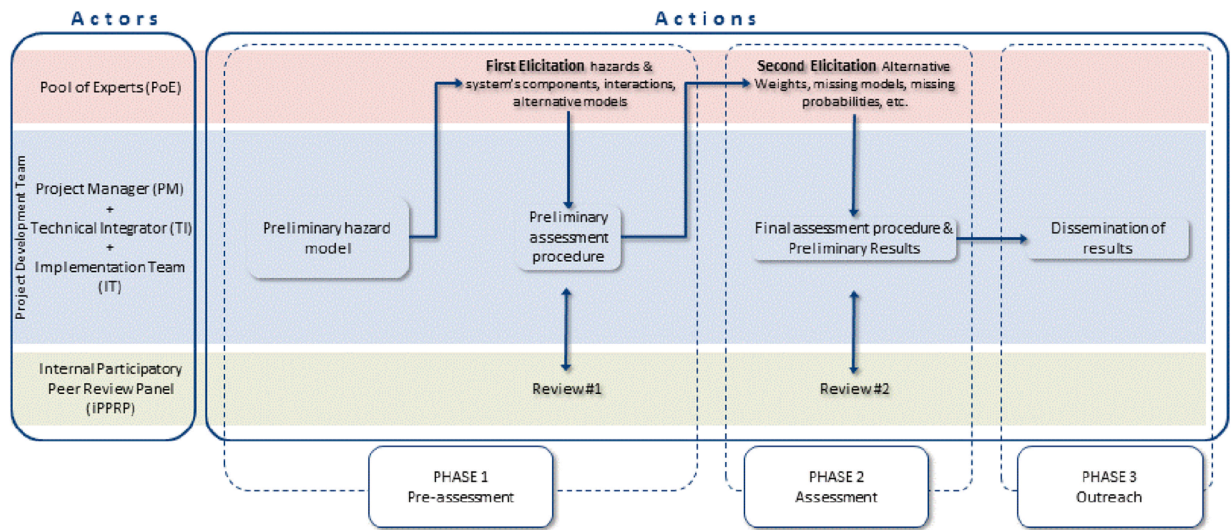 Actors
Actions
Pool of Experts (PoE)
First Elicitation hazards &
system's components, interactions,
alternative models
Second Elicitation Alternative
Weights, missing models, missing
probabilities, etc.
Project Development Team
Project Manager (PM)
+
Technical Integrator (TI)
+
Implementation Team
(IT)
Preliminary hazard
model
Preliminary
assessment
procedure
Final assessment procedure &
Preliminary Results
Dissemination of
results
Internal Participatory
Peer Review Panel
(iPPRP)
Review #1
Review #2
PHASE 1
Pre-assessment
PHASE 2
Assessment
PHASE 3
Outreach